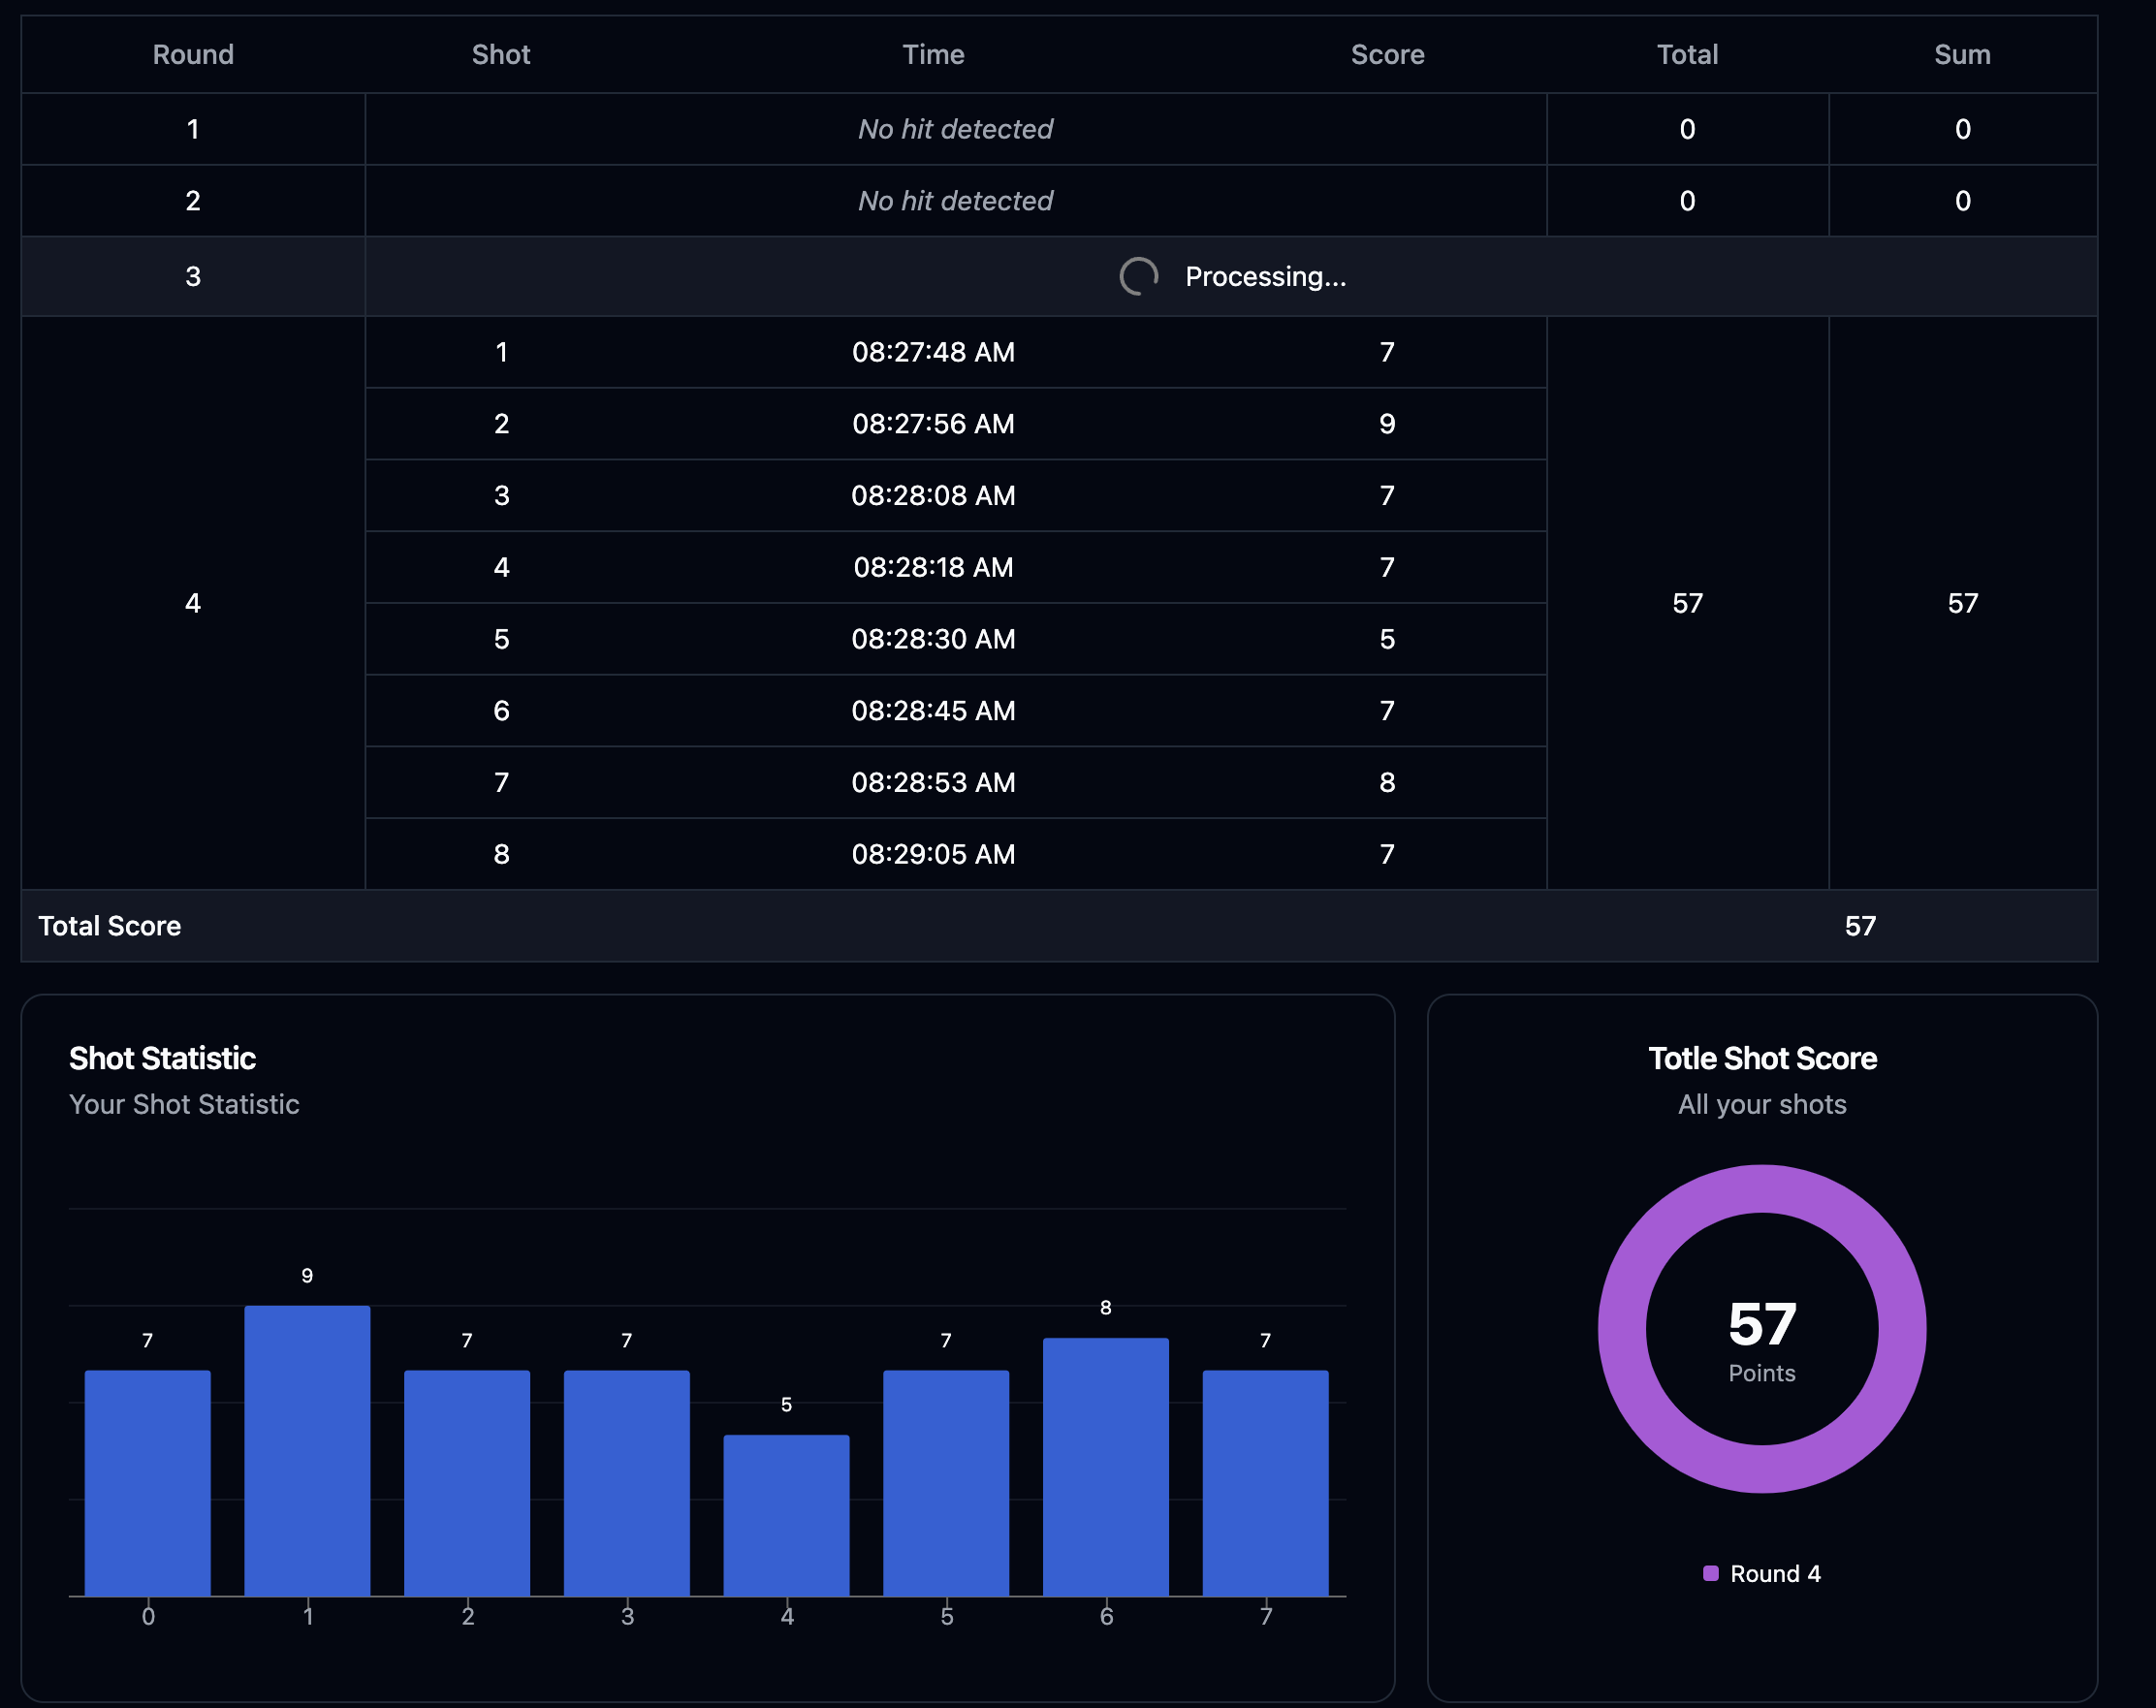 Round Shot Time Score Total Sum
1 No hit detected 0 0
2 No hit detected 0 0
3 Processing...
1 08:27:48 AM 7
2 08:27:56 AM 9
3 08:28:08 AM 7
4 08:28:18 AM 7
4 57 57
5 08:28:30 AM 5
6 08:28:45 AM 7
7 08:28:53 AM 8
8 08:29:05 AM 7
Total Score 57
Shot Statistic
Your Shot Statistic
9
8
7 7 7 7 7
5
0 1 2 3 4 5 6 7
Totle Shot Score
All your shots
57
Points
Round 4